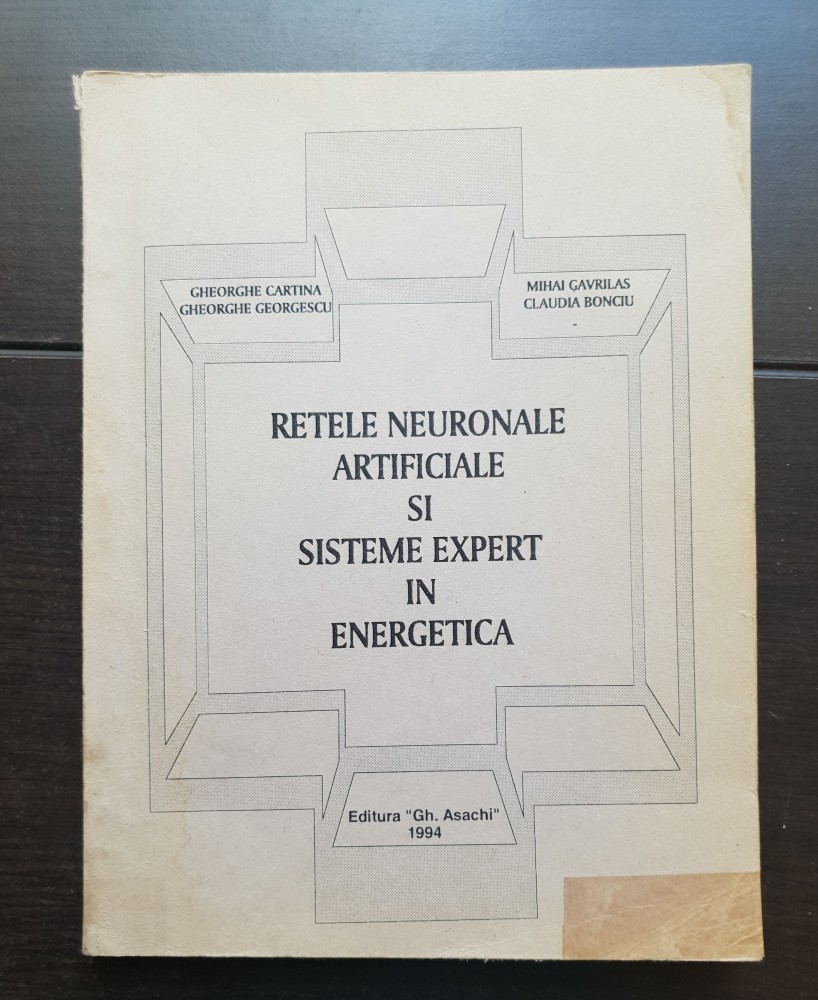 GHEORGHE CARTINA
GHEORGHE GEORGESCU
MIHAI GAVRILAS
CLAUDIA BONCIU
RETELE NEURONALE
ARTIFICIALE
SI
SISTEME EXPERT
IN
ENERGETICA
Editura "Gh. Asachi"
1994